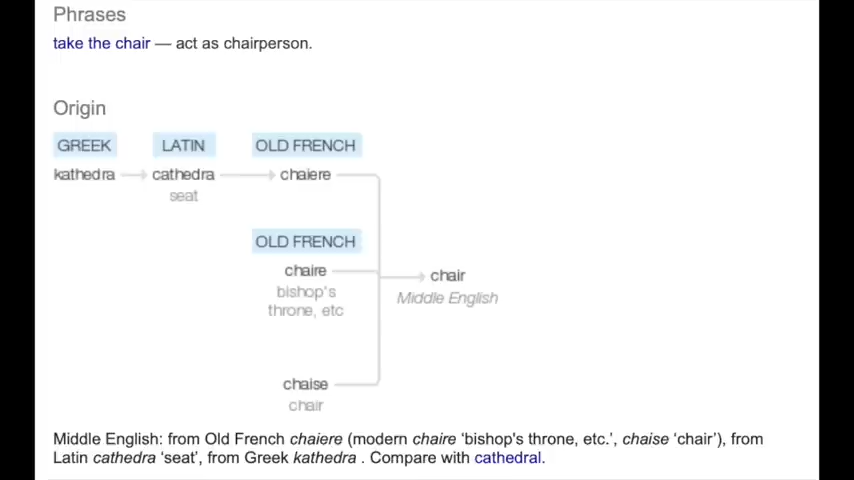 Phrases
take the chair — act as chairperson.
Origin
GREEK LATIN OLD FRENCH
kathedra cathedra chaiere
seat
OLD FRENCH
chaire
bishop's
throne, etc
chair
Middle English
chaise
chair
Middle English: from Old French chaiere (modern chaire ‘bishop's throne, etc.’, chaise ‘chair’), from
Latin cathedra ‘seat’, from Greek kathedra . Compare with cathedral.